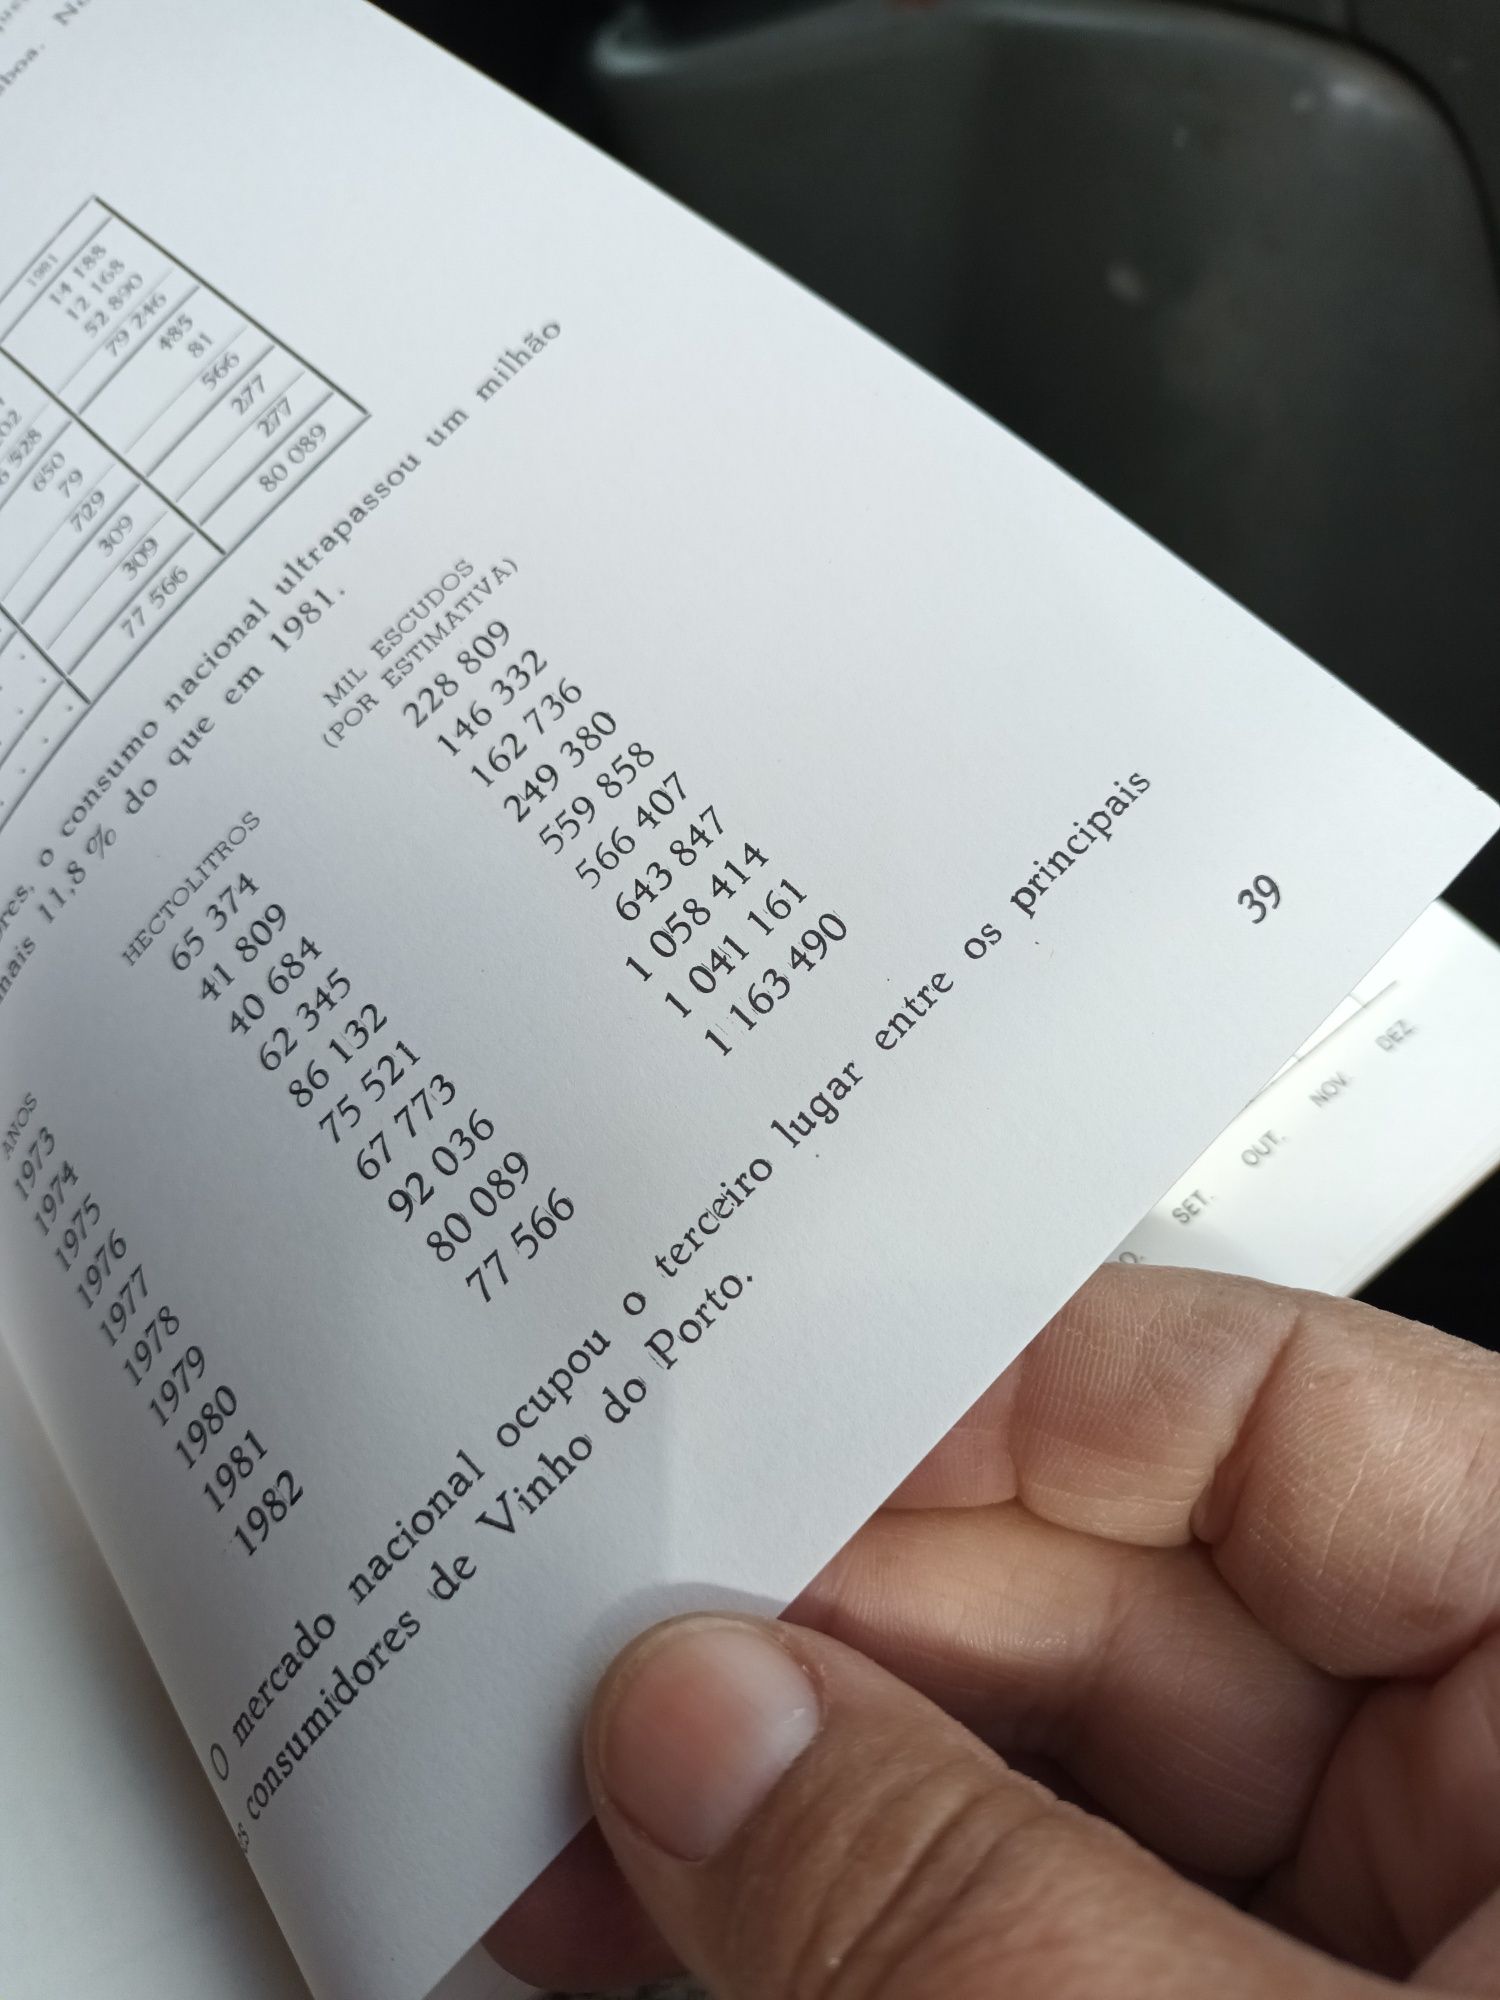 1981
14 188
12 168
52 890
79 246
485
81
566
277
277
80 089
528
650
79
729
309
309
77 566
o consumo nacional ultrapassou um milhão
mais 11,8 % do que em 1981.
ANOS HECTOLITROS MIL ESCUDOS
(POR ESTIMATIVA)
1973 65 374 228 809
1974 41 809 146 332
1975 40 684 162 736
1976 62 345 249 380
1977 86 132 559 858
1978 75 521 566 407
1979 67 773 643 847
1980 92 036 1 058 414
1981 80 089 1 041 161
1982 77 566 1 163 490
O mercado nacional ocupou o terceiro lugar entre os principais
consumidores de Vinho do Porto.
39
SET. OUT. NOV. DEZ.